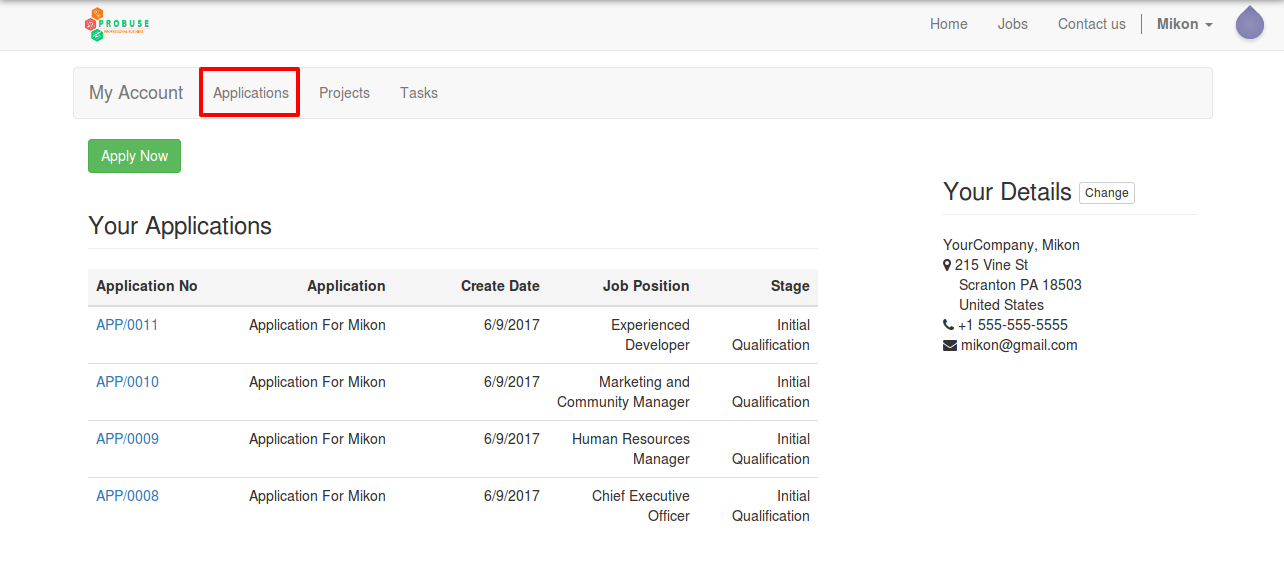 PROBUSE
Home Jobs Contact us Mikon
My Account Applications Projects Tasks
Apply Now
Your Details Change
Your Applications
YourCompany, Mikon
215 Vine St
Scranton PA 18503
United States
+1 555-555-5555
mikon@gmail.com
Application No Application Create Date Job Position Stage
APP/0011 Application For Mikon 6/9/2017 Experienced Initial
Developer Qualification
APP/0010 Application For Mikon 6/9/2017 Marketing and Initial
Community Manager Qualification
APP/0009 Application For Mikon 6/9/2017 Human Resources Initial
Manager Qualification
APP/0008 Application For Mikon 6/9/2017 Chief Executive Initial
Officer Qualification